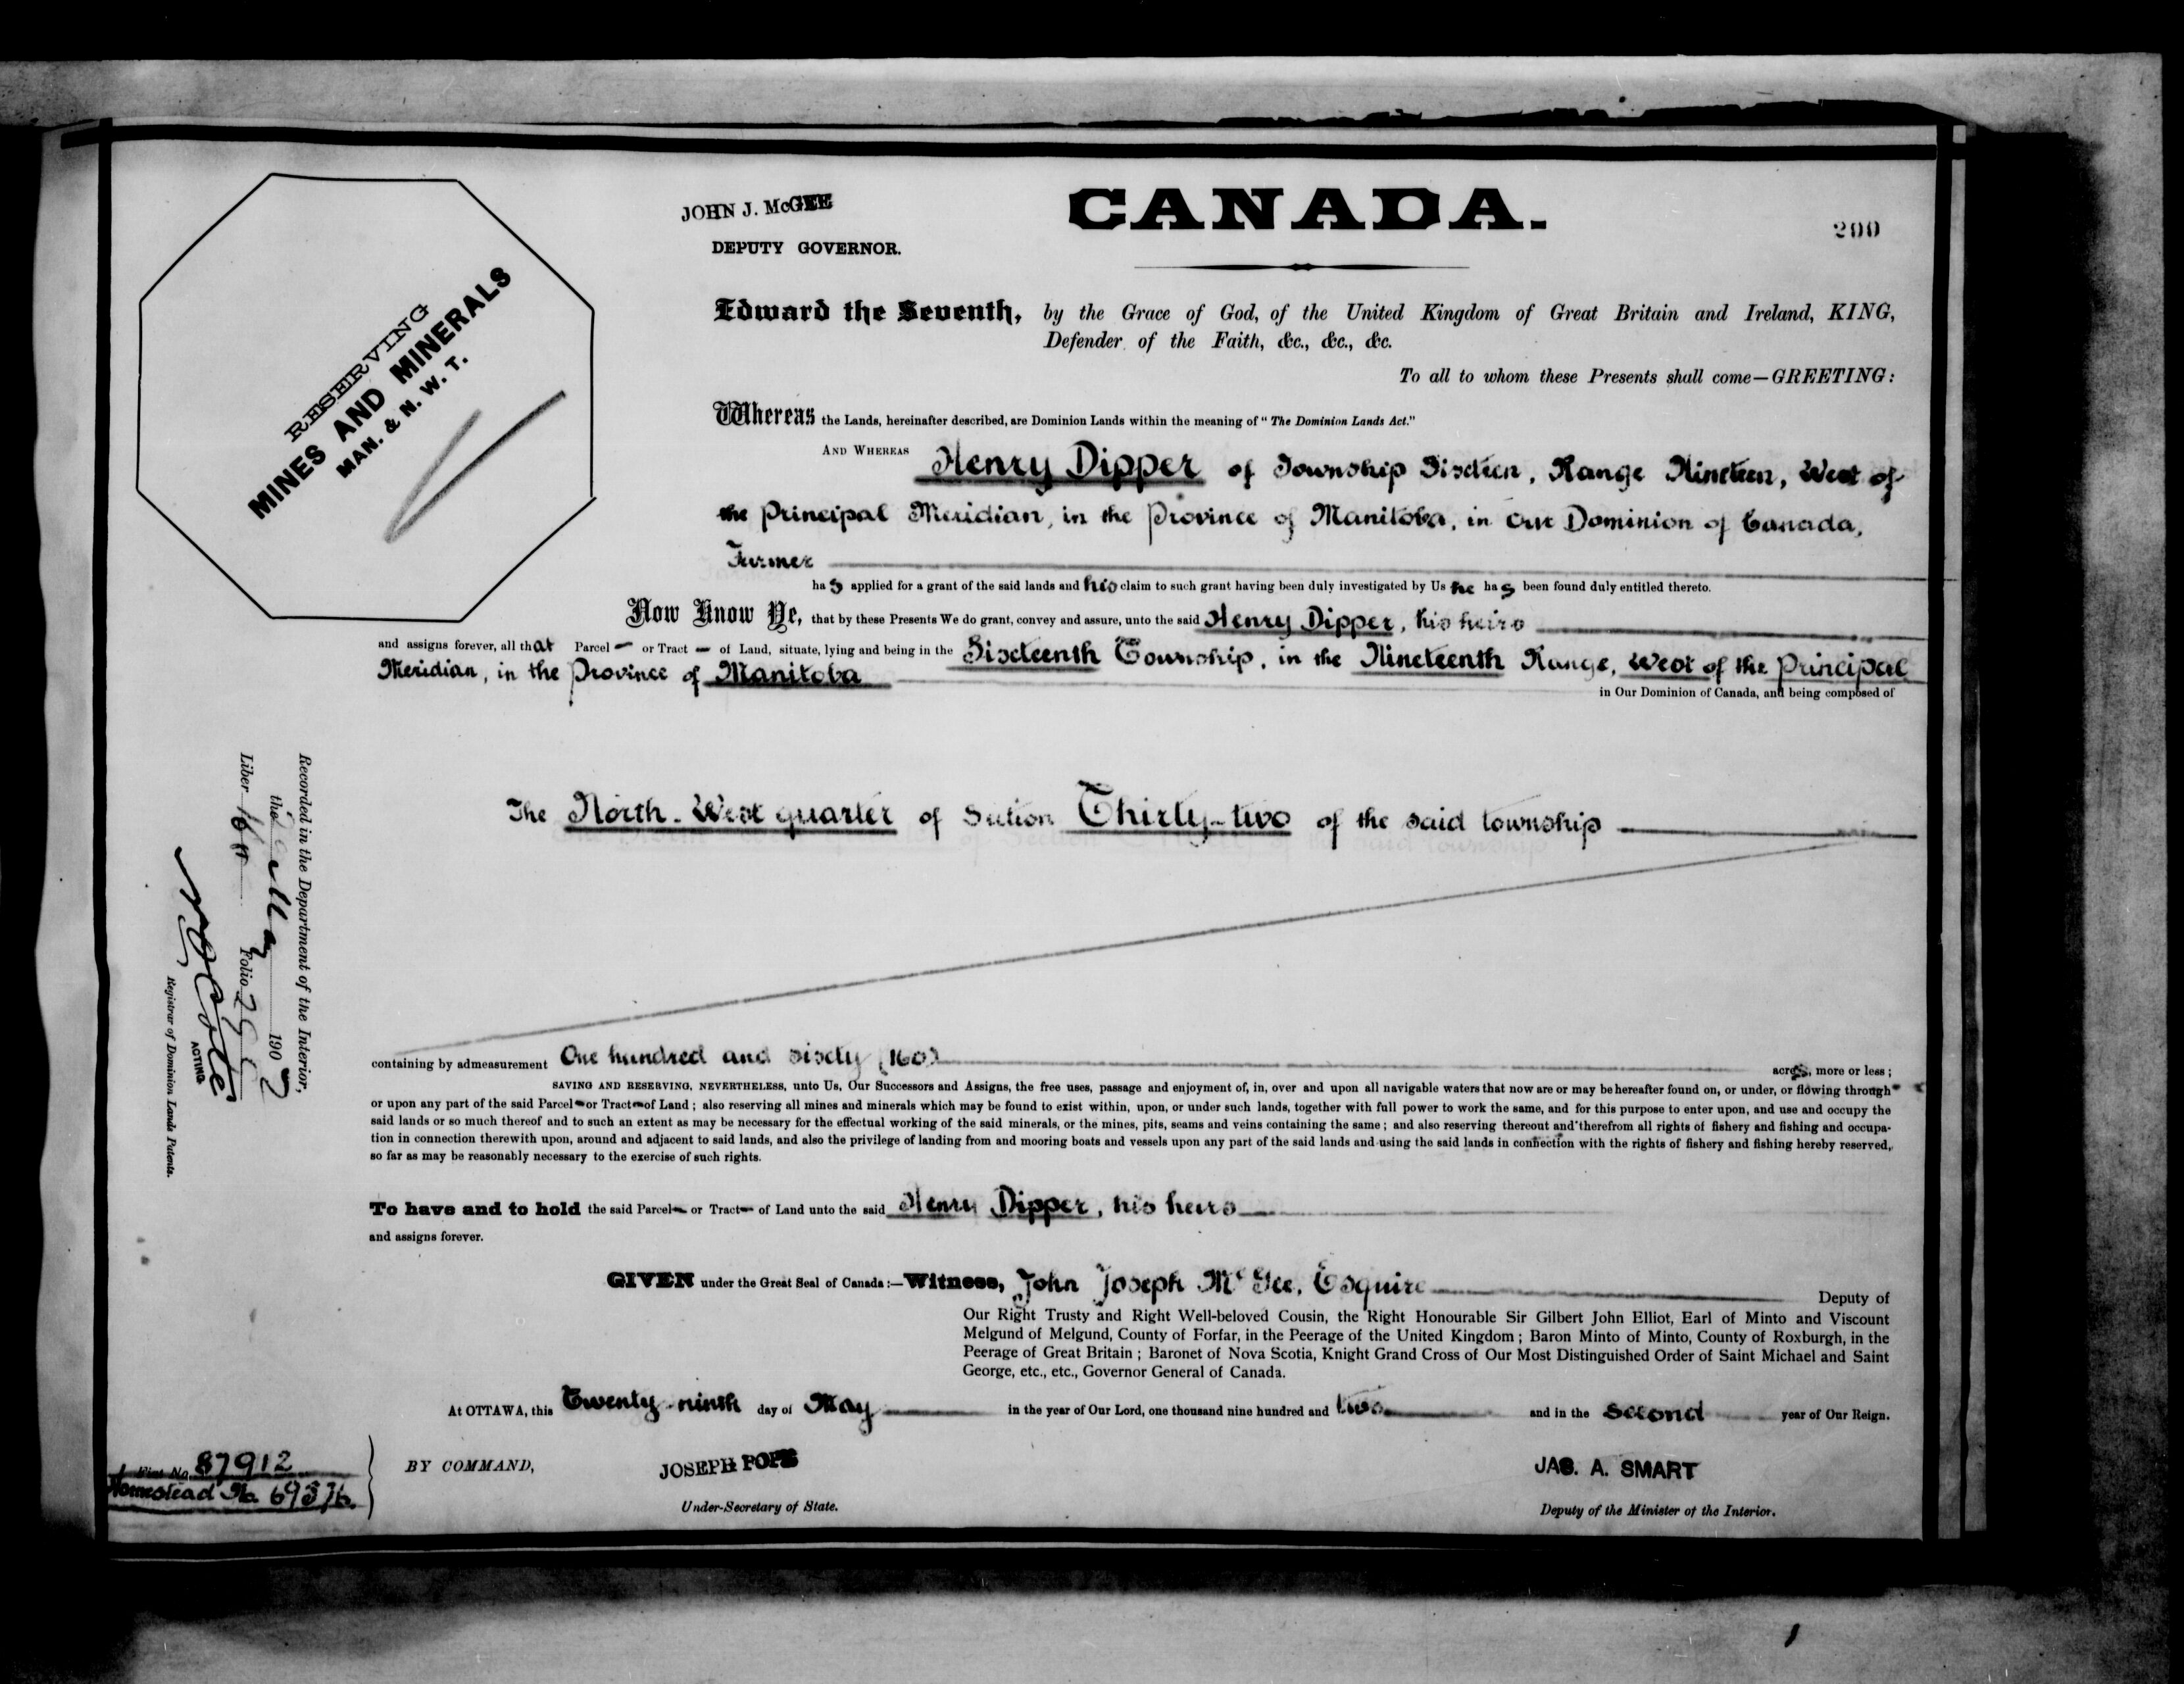 JOHN J. McGEE
DEPUTY GOVERNOR.
CANADA.
200
RESERVING
MINES AND MINERALS
MAN. & N. W. T.
Edward the Seventh, by the Grace of God, of the United Kingdom of Great Britain and Ireland, KING,
Defender of the Faith, &c., &c., &c.
To all to whom these Presents shall come—GREETING:
Whereas the Lands, hereinafter described, are Dominion Lands within the meaning of "The Dominion Lands Act."
AND WHEREAS Henry Dipper of Township Sixteen, Range Nineteen, West of
the Principal Meridian, in the Province of Manitoba, in Our Dominion of Canada,
Farmer
has applied for a grant of the said lands and his claim to such grant having been duly investigated by Us he has been found duly entitled thereto.
Now Know Ye, that by these Presents We do grant, convey and assure, unto the said Henry Dipper, his heirs
and assigns forever, all that Parcel — or Tract — of Land, situate, lying and being in the Sixteenth Township, in the Nineteenth Range, West of the Principal
Meridian, in the Province of Manitoba
in Our Dominion of Canada, and being composed of
The North-West quarter of Section Thirty-two of the said township
containing by admeasurement One hundred and sixty (160) acres, more or less;
SAVING AND RESERVING, NEVERTHELESS, unto Us, Our Successors and Assigns, the free uses, passage and enjoyment of, in, over and upon all navigable waters that now are or may be hereafter found on, or under, or flowing through
or upon any part of the said Parcel—or Tract—of Land; also reserving all mines and minerals which may be found to exist within, upon, or under such lands, together with full power to work the same, and for this purpose to enter upon, and use and occupy the
said lands or so much thereof and to such an extent as may be necessary for the effectual working of the said minerals, or the mines, pits, seams and veins containing the same; and also reserving thereout and therefrom all rights of fishery and fishing and occupa-
tion in connection therewith upon, around and adjacent to said lands, and also the privilege of landing from and mooring boats and vessels upon any part of the said lands and using the said lands in connection with the rights of fishery and fishing hereby reserved,
so far as may be reasonably necessary to the exercise of such rights.
To have and to hold the said Parcel— or Tract— of Land unto the said Henry Dipper, his heirs
and assigns forever.
GIVEN under the Great Seal of Canada:—Witness, John Joseph McGee, Esquire Deputy of
Our Right Trusty and Right Well-beloved Cousin, the Right Honourable Sir Gilbert John Elliot, Earl of Minto and Viscount
Melgund of Melgund, County of Forfar, in the Peerage of the United Kingdom; Baron Minto of Minto, County of Roxburgh, in the
Peerage of Great Britain; Baronet of Nova Scotia, Knight Grand Cross of Our Most Distinguished Order of Saint Michael and Saint
George, etc., etc., Governor General of Canada.
At OTTAWA, this Twenty-ninth day of May in the year of Our Lord, one thousand nine hundred and two and in the second year of Our Reign.
BY COMMAND,
JOSEPH POPE
Under-Secretary of State.
JAS. A. SMART
Deputy of the Minister of the Interior.
No 87912
Homestead No.
Recorded in the Department of the Interior,
the May 1902
Liber Folio
ACTING
Registrar of Dominion Lands Patents.